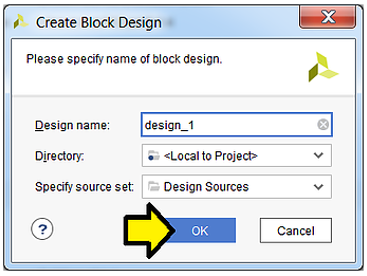 Create Block Design
Please specify name of block design.
Design name: design_1
Directory: <Local to Project>
Specify source set: Design Sources
? OK Cancel